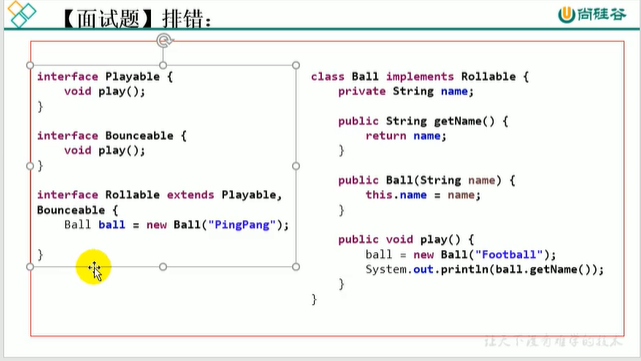 【面试题】排错：
尚硅谷
interface Playable {
void play();
}
interface Bounceable {
void play();
}
interface Rollable extends Playable,
Bounceable {
Ball ball = new Ball("PingPang");
}
class Ball implements Rollable {
private String name;
public String getName() {
return name;
}
public Ball(String name) {
this.name = name;
}
public void play() {
ball = new Ball("Football");
System.out.println(ball.getName());
}
}
让天下没有难学的技术